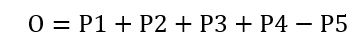 O = P1 + P2 + P3 + P4 − P5